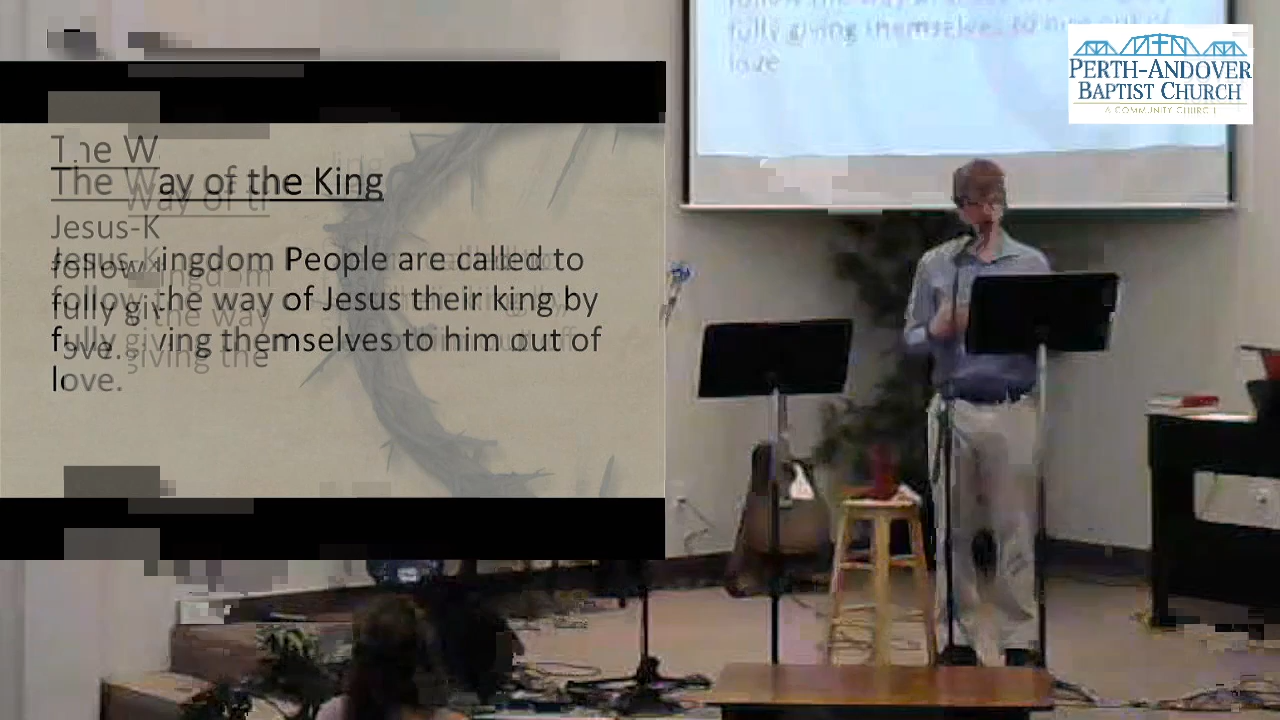 The Way of the King
Jesus-Kingdom People are called to
follow the way of Jesus their king by
fully giving themselves to him out of
love.
fully giving themselves to him out of
love
PERTH-ANDOVER
BAPTIST CHURCH
A COMMUNITY CHURCH